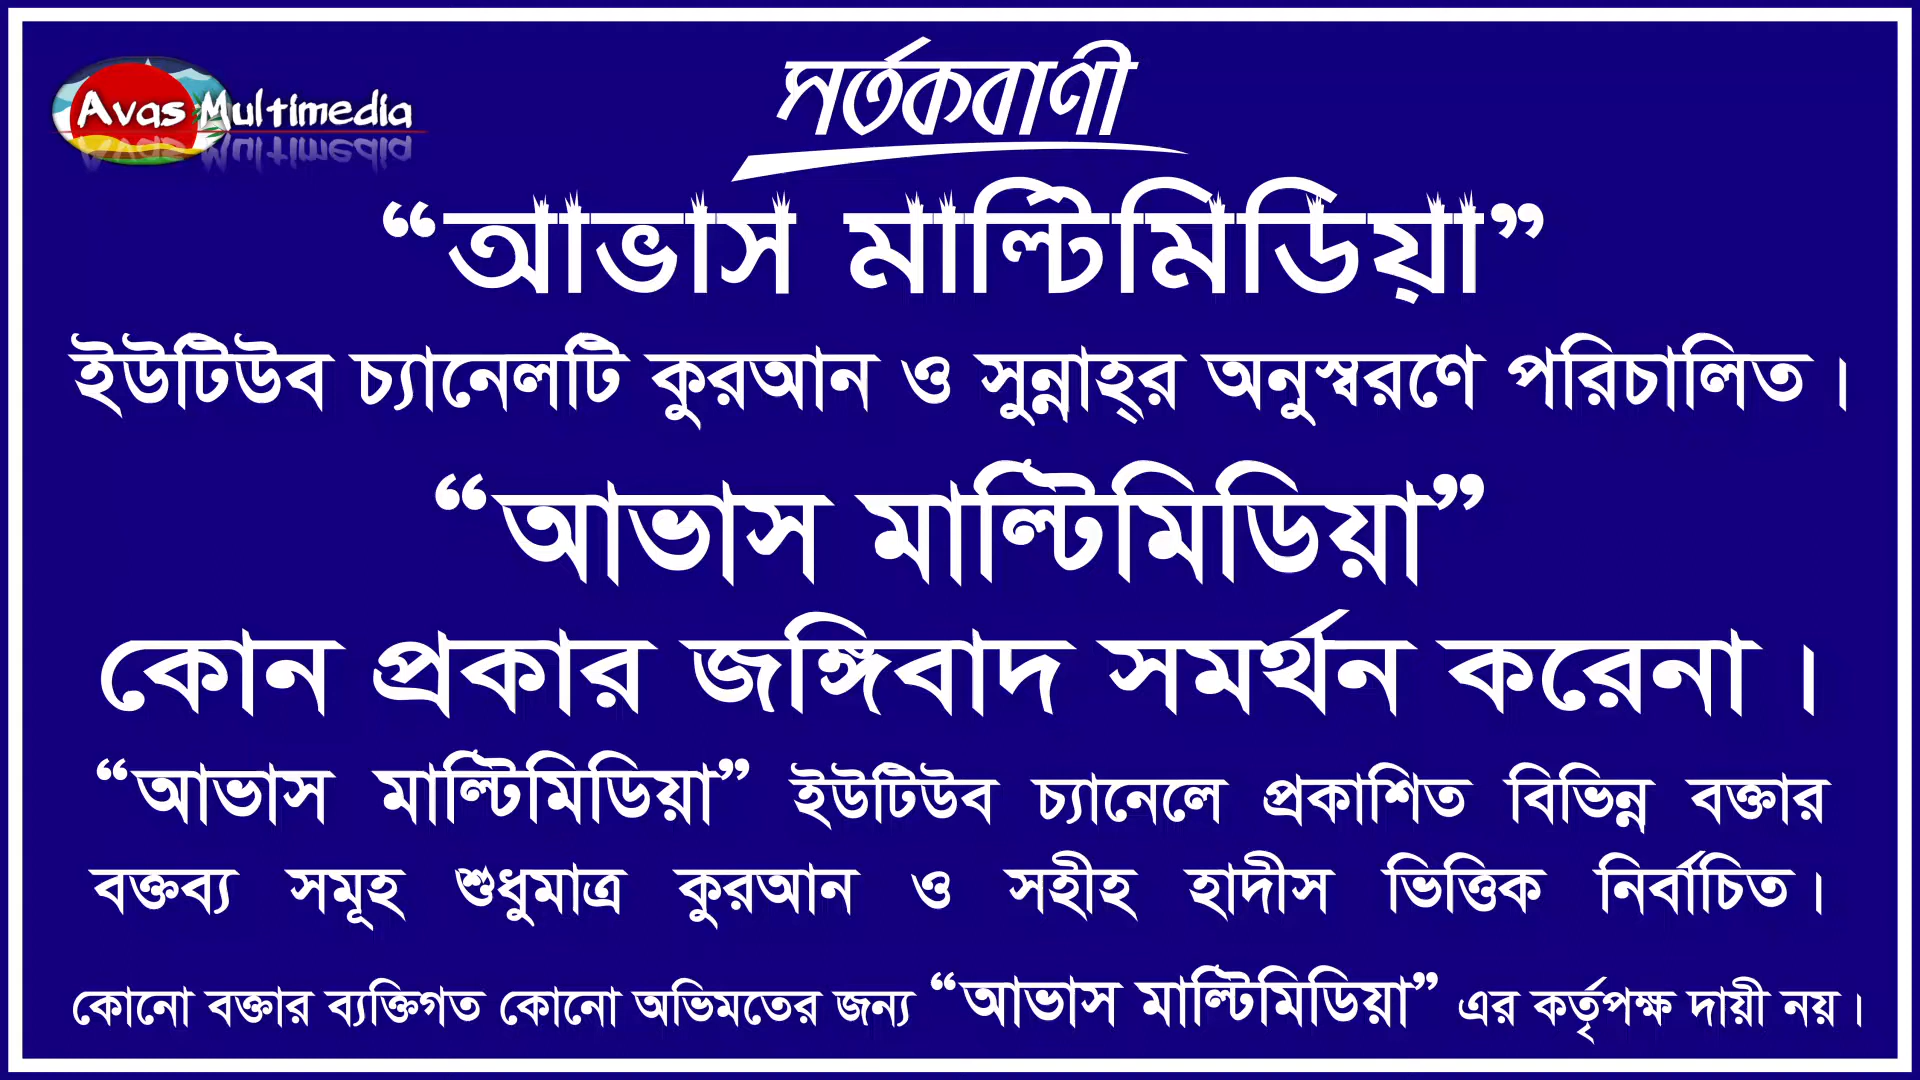 Avas Multimedia
সর্তকবাণী
“আভাস মাল্টিমিডিয়া”
ইউটিউব চ্যানেলটি কুরআন ও সুন্নাহ্‌র অনুস্বরণে পরিচালিত।
“আভাস মাল্টিমিডিয়া”
কোন প্রকার জঙ্গিবাদ সমর্থন করেনা।
“আভাস মাল্টিমিডিয়া” ইউটিউব চ্যানেলে প্রকাশিত বিভিন্ন বক্তার
বক্তব্য সমূহ শুধুমাত্র কুরআন ও সহীহ হাদীস ভিত্তিক নির্বাচিত।
কোনো বক্তার ব্যক্তিগত কোনো অভিমতের জন্য “আভাস মাল্টিমিডিয়া” এর কর্তৃপক্ষ দায়ী নয়।